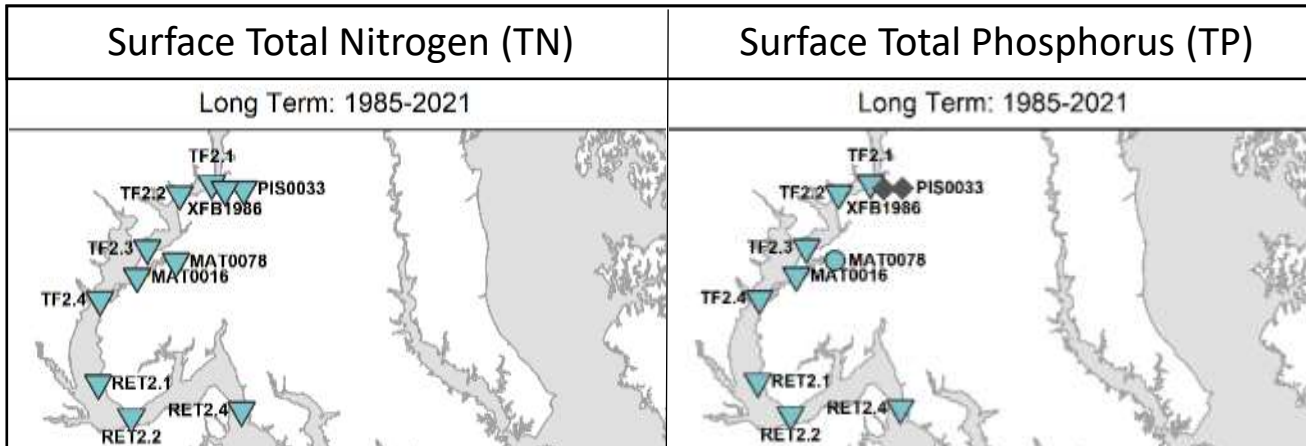 Surface Total Nitrogen (TN)
Surface Total Phosphorus (TP)
Long Term: 1985-2021
TF2.1
TF2.2
PIS0033
XFB1986
TF2.3
MAT0078
MAT0016
TF2.4
RET2.1
RET2.4
RET2.2
Long Term: 1985-2021
TF2.1
TF2.2
PIS0033
XFB1986
TF2.3
MAT0078
MAT0016
TF2.4
RET2.1
RET2.4
RET2.2